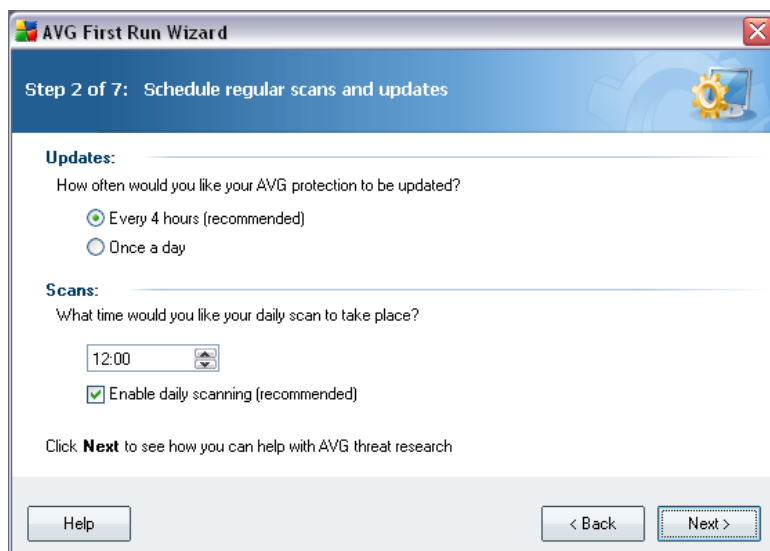 AVG First Run Wizard
Step 2 of 7: Schedule regular scans and updates
Updates:
How often would you like your AVG protection to be updated?
Every 4 hours (recommended)
Once a day
Scans:
What time would you like your daily scan to take place?
12:00
Enable daily scanning (recommended)
Click Next to see how you can help with AVG threat research
Help
< Back
Next >